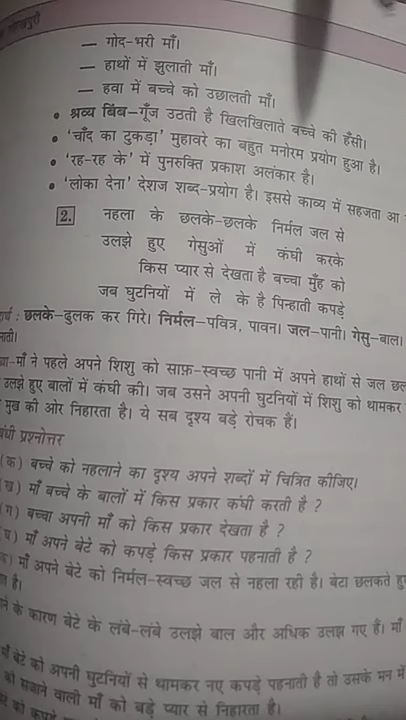 गोरखपुरी
— गोद-भरी माँ।
— हाथों में झुलाती माँ।
— हवा में बच्चे को उछालती माँ।
• श्रव्य बिंब-गूँज उठती है खिलखिलाते बच्चे की हँसी।
• 'चाँद का टुकड़ा' मुहावरे का बहुत मनोरम प्रयोग हुआ है।
• 'रह-रह के' में पुनरुक्ति प्रकाश अलंकार है।
• 'लोका देना' देशज शब्द-प्रयोग है। इससे काव्य में सहजता आ
2. नहला के छलके-छलके निर्मल जल से
उलझे हुए गेसुओं में कंघी करके
किस प्यार से देखता है बच्चा मुँह को
जब घुटनियों में ले के है पिन्हाती कपड़े
: छलके-ढुलक कर गिरे। निर्मल-पवित्र, पावन। जल-पानी। गेसु-बाल।
-माँ ने पहले अपने शिशु को साफ़-स्वच्छ पानी में अपने हाथों से जल
उलझे हुए बालों में कंघी की। जब उसने अपनी घुटनियों में शिशु को थामकर
मुख की ओर निहारता है। ये सब दृश्य बड़े रोचक हैं।
प्रश्नोत्तर
(क) बच्चे को नहलाने का दृश्य अपने शब्दों में चित्रित कीजिए।
(ख) माँ बच्चे के बालों में किस प्रकार कंघी करती है ?
(ग) बच्चा अपनी माँ को किस प्रकार देखता है ?
(घ) माँ अपने बेटे को कपड़े किस प्रकार पहनाती है ?
माँ अपने बेटे को निर्मल-स्वच्छ जल से नहला रही है। बेटा छलकते
है।
के कारण बेटे के लंबे-लंबे उलझे बाल और अधिक उलझ गए हैं। माँ
बेटे को अपनी घुटनियों से थामकर नए कपड़े पहनाती है तो उसके मन में
को सजाने वाली माँ को बड़े प्यार से निहारता है।
को कपड़े